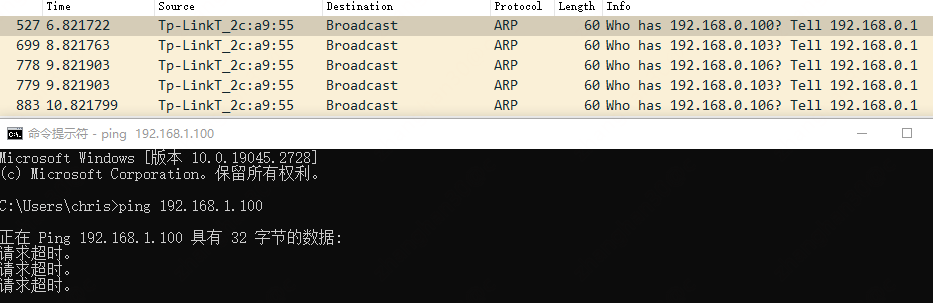 Time Source Destination Protocol Length Info
527 6.821722 Tp-LinkT_2c:a9:55 Broadcast ARP 60 Who has 192.168.0.100? Tell 192.168.0.1
699 8.821763 Tp-LinkT_2c:a9:55 Broadcast ARP 60 Who has 192.168.0.103? Tell 192.168.0.1
778 9.821903 Tp-LinkT_2c:a9:55 Broadcast ARP 60 Who has 192.168.0.106? Tell 192.168.0.1
779 9.821903 Tp-LinkT_2c:a9:55 Broadcast ARP 60 Who has 192.168.0.103? Tell 192.168.0.1
883 10.821799 Tp-LinkT_2c:a9:55 Broadcast ARP 60 Who has 192.168.0.106? Tell 192.168.0.1
C:\. 命令提示符 - ping 192.168.1.100
Microsoft Windows [版本 10.0.19045.2728]
(c) Microsoft Corporation。保留所有权利。
C:\Users\chris>ping 192.168.1.100
正在 Ping 192.168.1.100 具有 32 字节的数据:
请求超时。
请求超时。
请求超时。